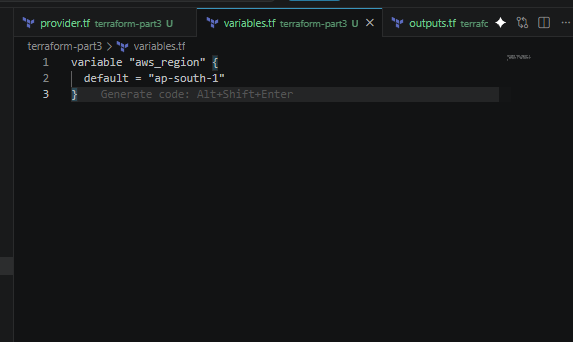 provider.tf terraform-part3 U variables.tf terraform-part3 U outputs.tf terrafc
terraform-part3 > variables.tf
1 variable "aws_region" {
2 default = "ap-south-1"
3 } Generate code: Alt+Shift+Enter